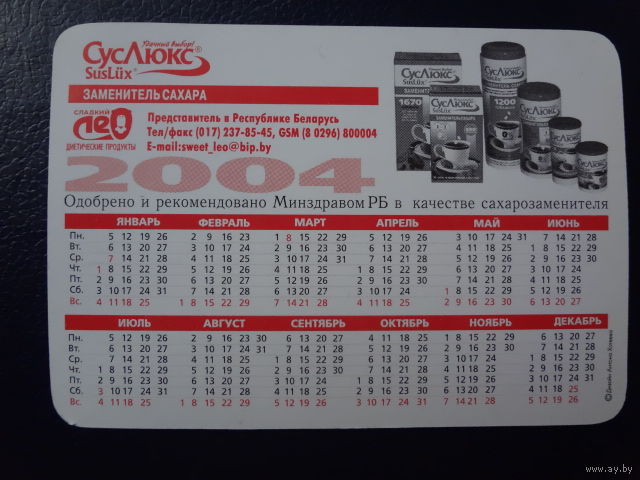 Удачный выбор!
СусЛюкс®
SusLüx®
ЗАМЕНИТЕЛЬ САХАРА
СЛАДКИЙ
ЛЕО
ДИЕТИЧЕСКИЕ ПРОДУКТЫ
Представитель в Республике Беларусь
Тел/факс (017) 237-85-45, GSM (8 0296) 800004
E-mail:sweet_leo@bip.by
СусЛюкс
1670
СусЛюкс
СусЛюкс
1200
2004
Одобрено и рекомендовано Минздравом РБ в качестве сахарозаменителя
ЯНВАРЬ ФЕВРАЛЬ МАРТ АПРЕЛЬ МАЙ ИЮНЬ
Пн. 5 12 19 26 2 9 16 23 1 8 15 22 29 5 12 19 26 3 10 17 24 31 7 14 21 28
Вт. 6 13 20 27 3 10 17 24 2 9 16 23 30 6 13 20 27 4 11 18 25 1 8 15 22 29
Ср. 7 14 21 28 4 11 18 25 3 10 17 24 31 7 14 21 28 5 12 19 26 2 9 16 23 30
Чт. 1 8 15 22 29 5 12 19 26 4 11 18 25 1 8 15 22 29 6 13 20 27 3 10 17 24
Пт. 2 9 16 23 30 6 13 20 27 5 12 19 26 2 9 16 23 30 7 14 21 28 4 11 18 25
Сб. 3 10 17 24 31 7 14 21 28 6 13 20 27 3 10 17 24 1 8 15 22 29 5 12 19 26
Вс. 4 11 18 25 1 8 15 22 29 7 14 21 28 4 11 18 25 2 9 16 23 30 6 13 20 27
ИЮЛЬ АВГУСТ СЕНТЯБРЬ ОКТЯБРЬ НОЯБРЬ ДЕКАБРЬ
Пн. 5 12 19 26 2 9 16 23 30 6 13 20 27 4 11 18 25 1 8 15 22 29 6 13 20 27
Вт. 6 13 20 27 3 10 17 24 31 7 14 21 28 5 12 19 26 2 9 16 23 30 7 14 21 28
Ср. 7 14 21 28 4 11 18 25 1 8 15 22 29 6 13 20 27 3 10 17 24 1 8 15 22 29
Чт. 1 8 15 22 29 5 12 19 26 2 9 16 23 30 7 14 21 28 4 11 18 25 2 9 16 23 30
Пт. 2 9 16 23 30 6 13 20 27 3 10 17 24 1 8 15 22 29 5 12 19 26 3 10 17 24 31
Сб. 3 10 17 24 31 7 14 21 28 4 11 18 25 2 9 16 23 30 6 13 20 27 4 11 18 25
Вс. 4 11 18 25 1 8 15 22 29 5 12 19 26 3 10 17 24 31 7 14 21 28 5 12 19 26
www.ay.by